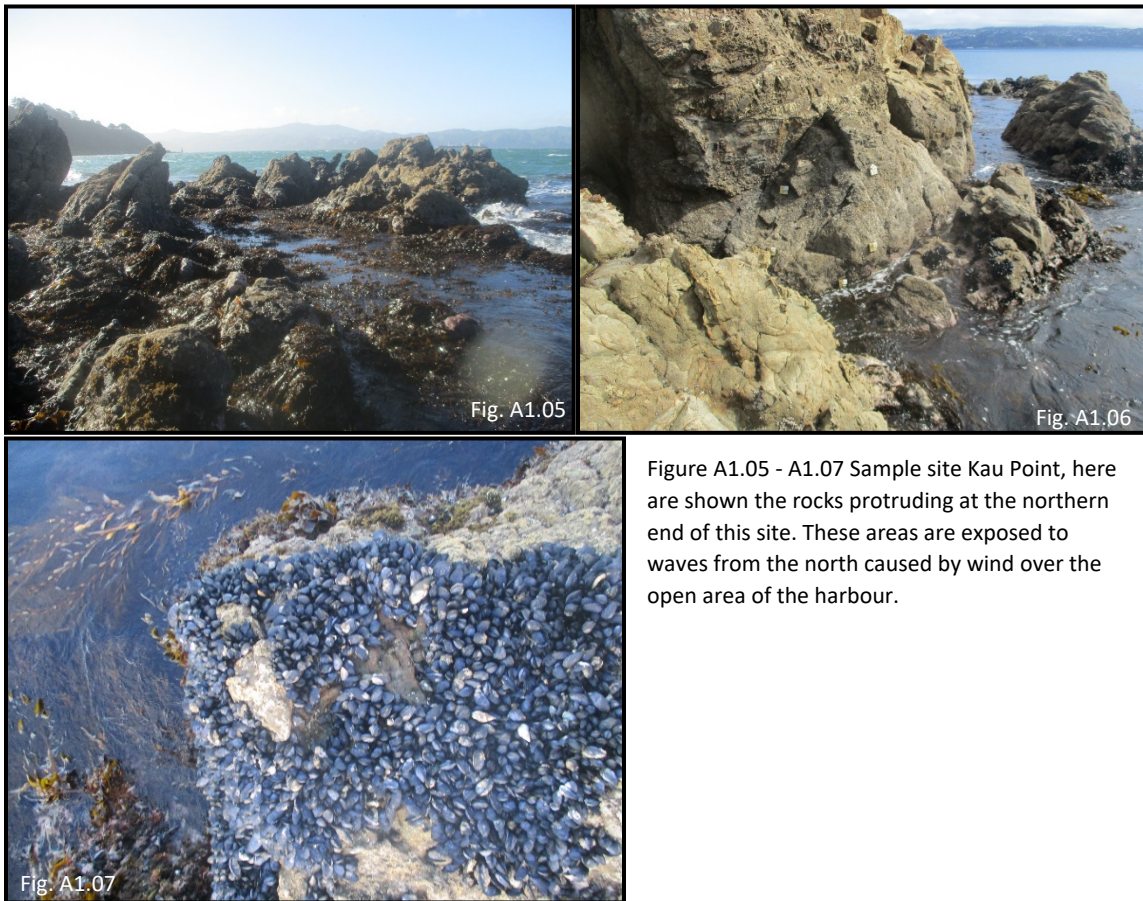 Fig. A1.05
Fig. A1.06
Fig. A1.07
Figure A1.05 - A1.07 Sample site Kau Point, here
are shown the rocks protruding at the northern
end of this site. These areas are exposed to
waves from the north caused by wind over the
open area of the harbour.